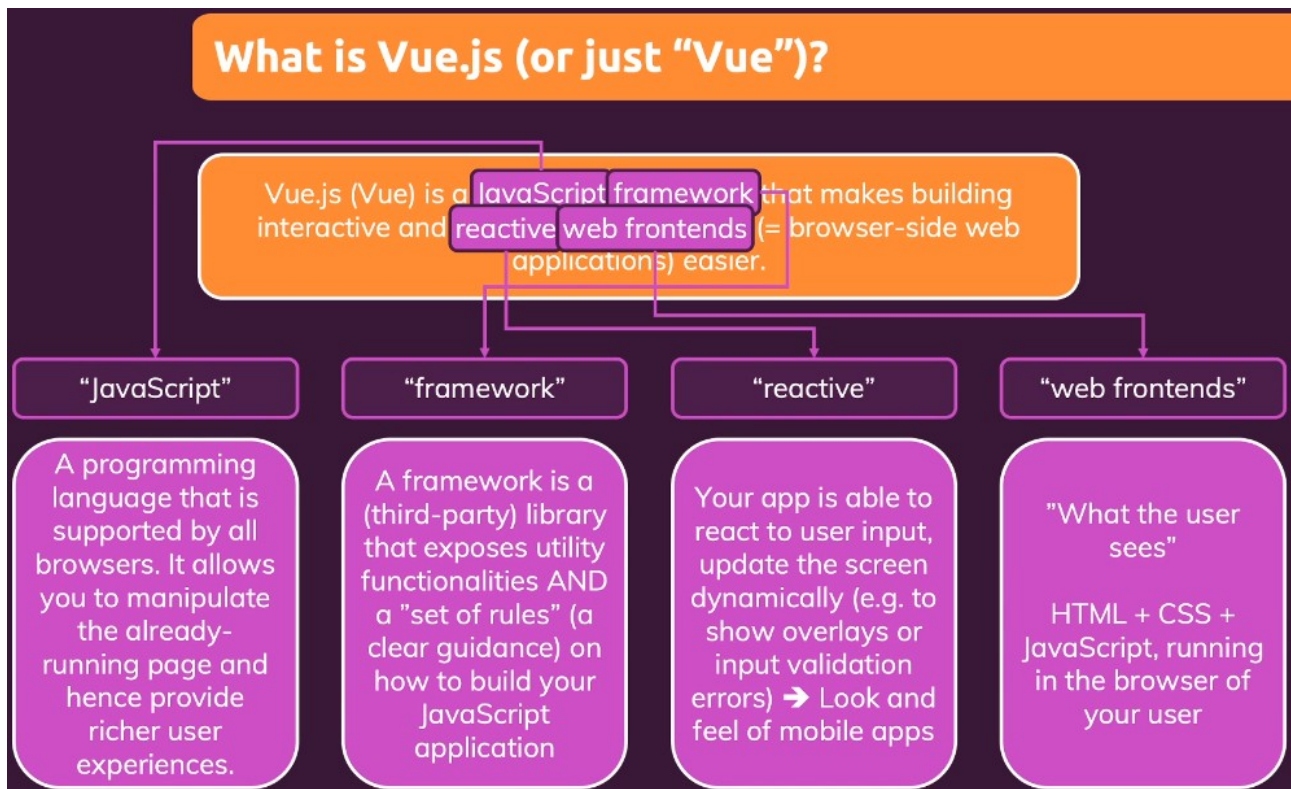 What is Vue.js (or just “Vue”)?
Vue.js (Vue) is a JavaScript framework that makes building
interactive and reactive web frontends (= browser-side web
applications) easier.
“JavaScript”
A programming
language that is
supported by all
browsers. It allows
you to manipulate
the already-
running page and
hence provide
richer user
experiences.
“framework”
A framework is a
(third-party) library
that exposes utility
functionalities AND
a ”set of rules” (a
clear guidance) on
how to build your
JavaScript
application
“reactive”
Your app is able to
react to user input,
update the screen
dynamically (e.g. to
show overlays or
input validation
errors) ➔ Look and
feel of mobile apps
“web frontends”
”What the user
sees”
HTML + CSS +
JavaScript, running
in the browser of
your user